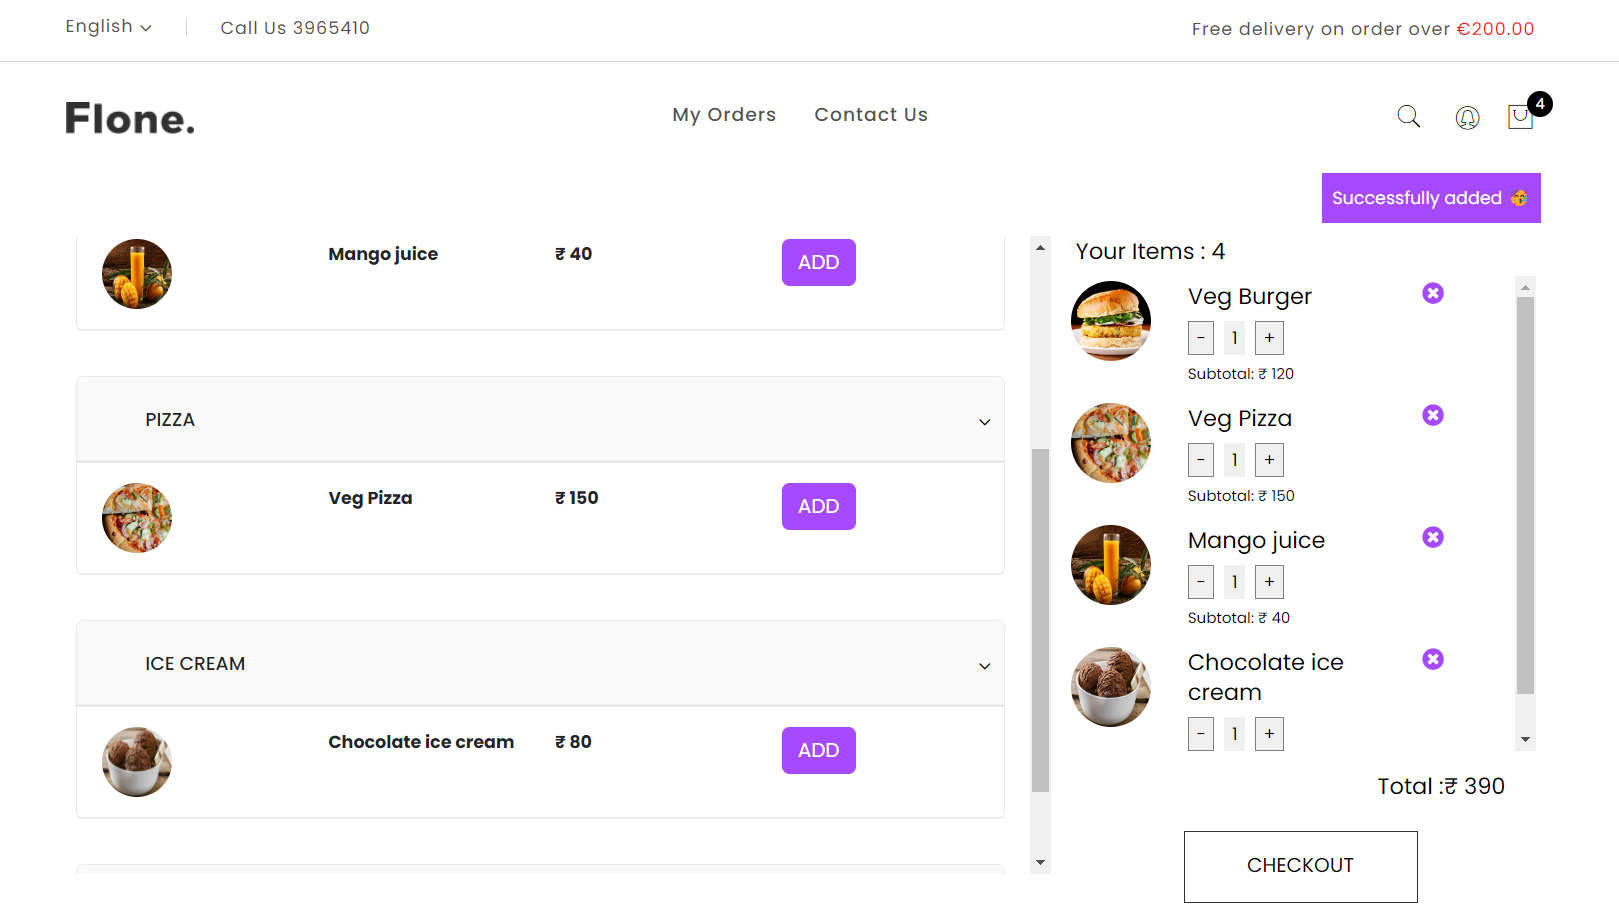 English
Call Us 3965410
Free delivery on order over €200.00
Flone.
My Orders
Contact Us
4
Successfully added 🥳
Mango juice
₹ 40
ADD
PIZZA
Veg Pizza
₹ 150
ADD
ICE CREAM
Chocolate ice cream
₹ 80
ADD
Your Items : 4
Veg Burger
- 1 +
Subtotal: ₹ 120
Veg Pizza
- 1 +
Subtotal: ₹ 150
Mango juice
- 1 +
Subtotal: ₹ 40
Chocolate ice
cream
- 1 +
Total :₹ 390
CHECKOUT